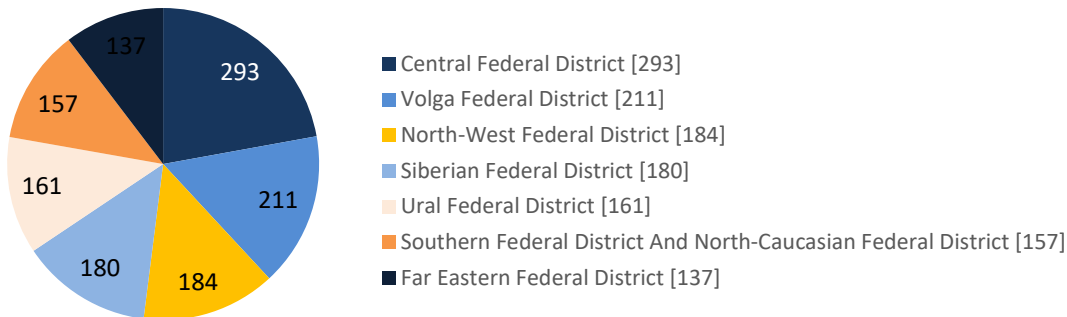 137
293
157
161
211
180
184
Central Federal District [293]
Volga Federal District [211]
North-West Federal District [184]
Siberian Federal District [180]
Ural Federal District [161]
Southern Federal District And North-Caucasian Federal District [157]
Far Eastern Federal District [137]